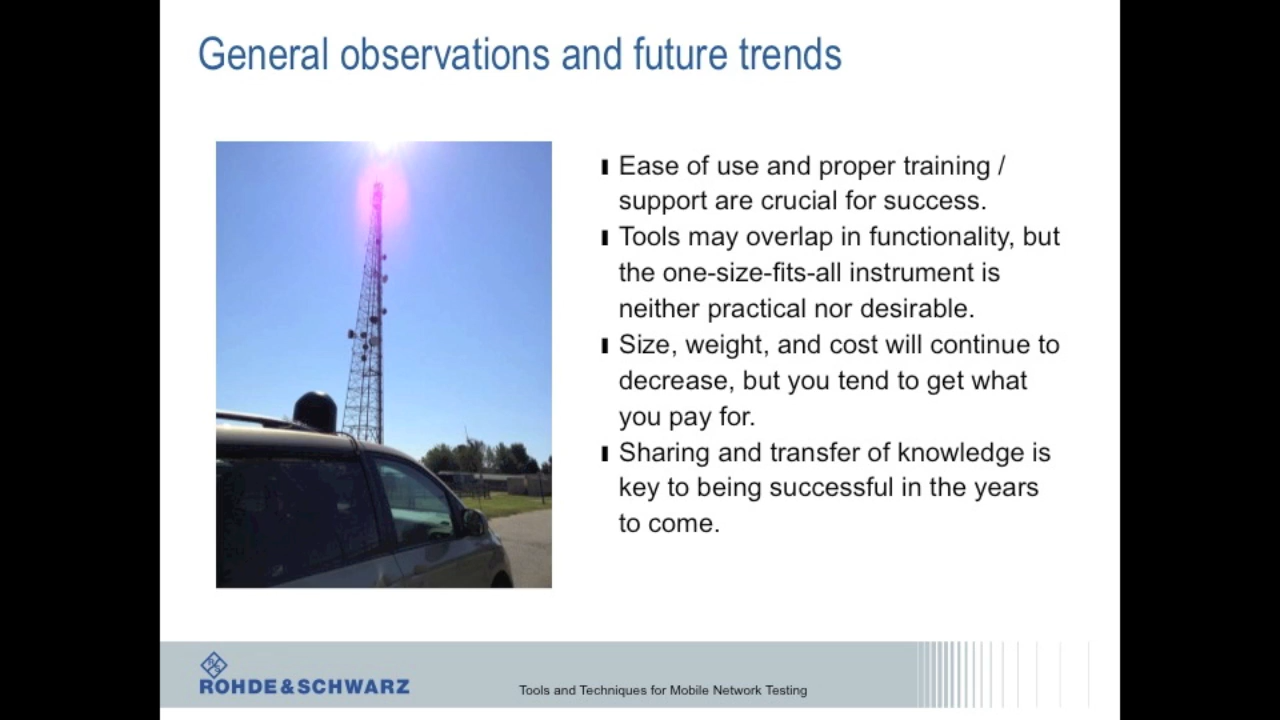 General observations and future trends
Ease of use and proper training /
support are crucial for success.
Tools may overlap in functionality, but
the one-size-fits-all instrument is
neither practical nor desirable.
Size, weight, and cost will continue to
decrease, but you tend to get what
you pay for.
Sharing and transfer of knowledge is
key to being successful in the years
to come.
R&S
ROHDE&SCHWARZ
Tools and Techniques for Mobile Network Testing